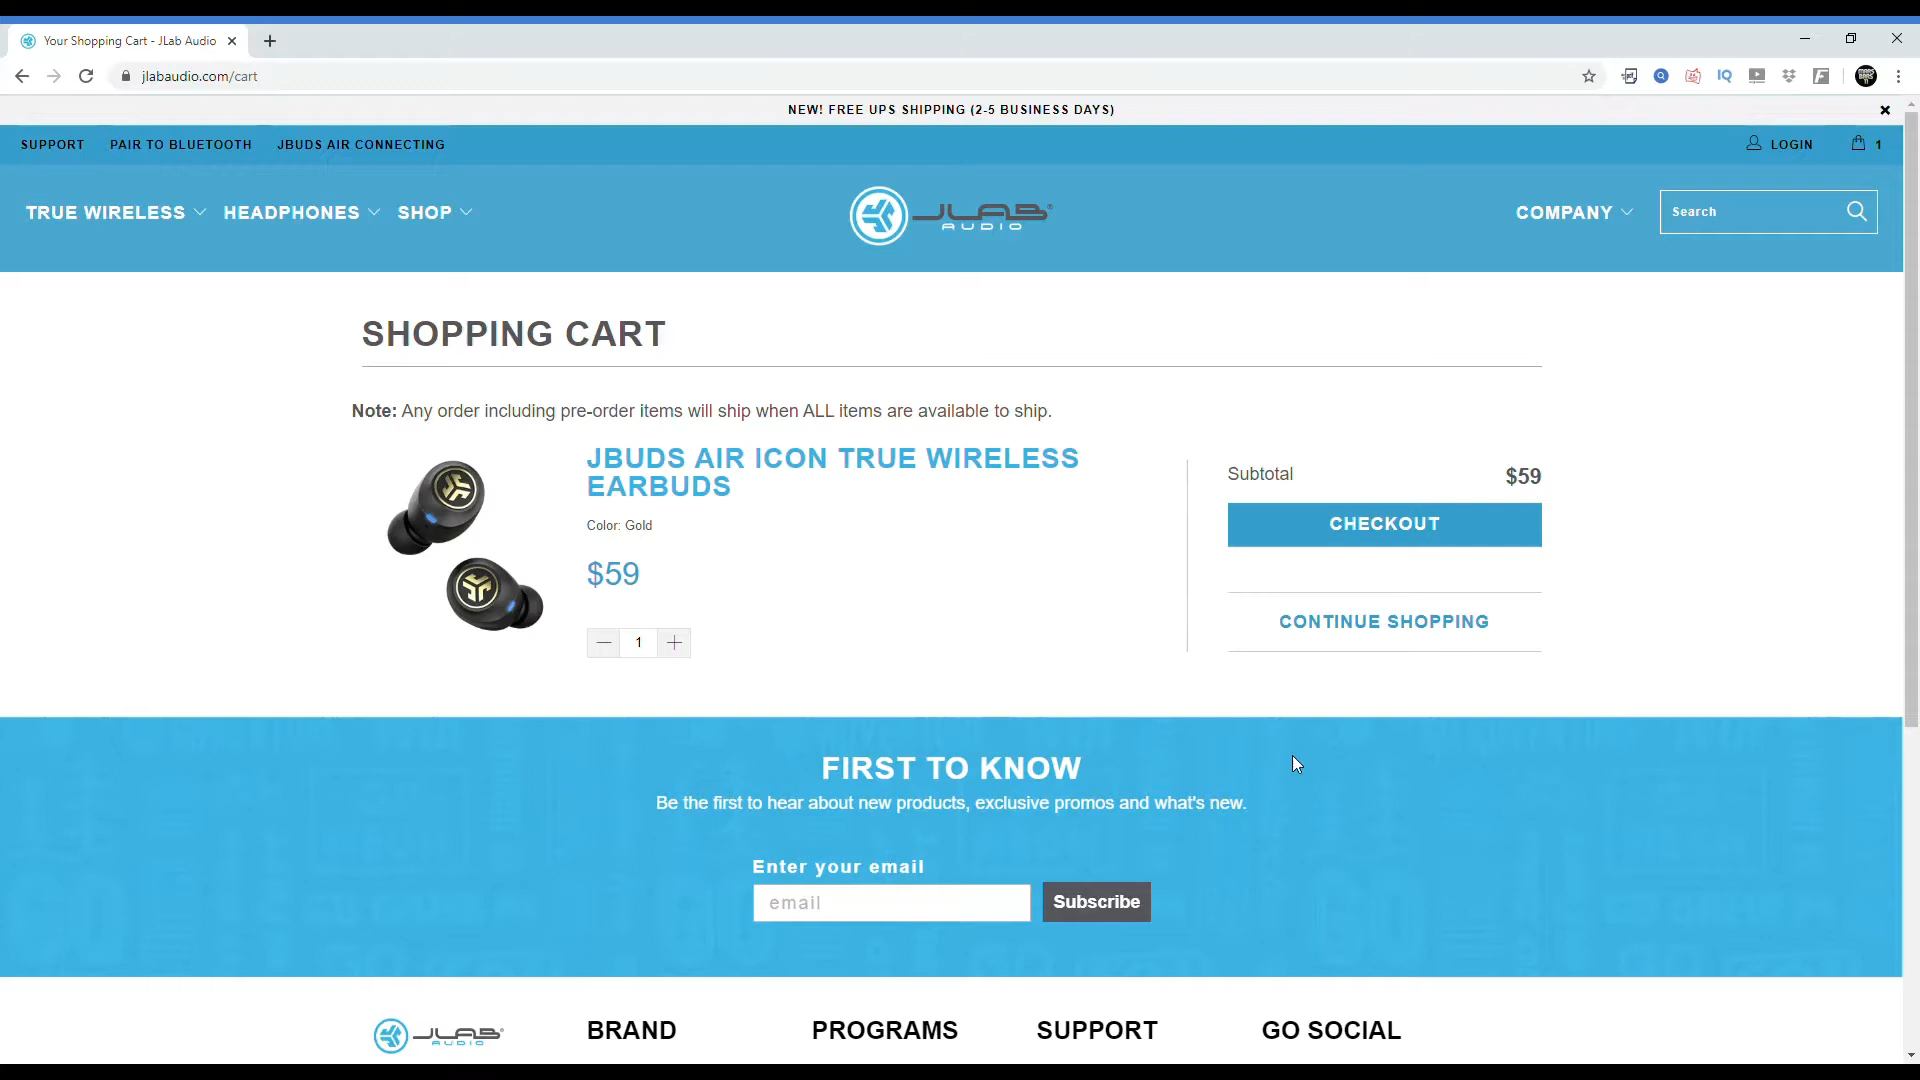 Your Shopping Cart - JLab Audio
jlabaudio.com/cart
NEW! FREE UPS SHIPPING (2-5 BUSINESS DAYS)
SUPPORT PAIR TO BLUETOOTH JBUDS AIR CONNECTING LOGIN 1
TRUE WIRELESS HEADPHONES SHOP JLAB AUDIO COMPANY Search
SHOPPING CART
Note: Any order including pre-order items will ship when ALL items are available to ship.
JBUDS AIR ICON TRUE WIRELESS
EARBUDS
Color: Gold
$59
1
Subtotal $59
CHECKOUT
CONTINUE SHOPPING
FIRST TO KNOW
Be the first to hear about new products, exclusive promos and what's new.
Enter your email
email Subscribe
JLAB AUDIO BRAND PROGRAMS SUPPORT GO SOCIAL